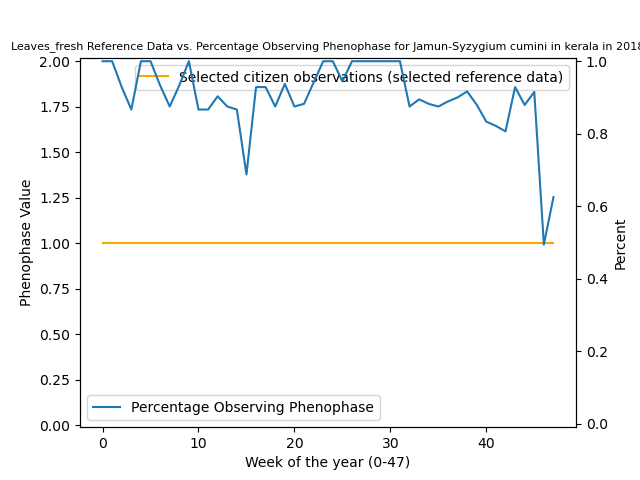 Leaves_fresh Reference Data vs. Percentage Observing Phenophase for Jamun-Syzygium cumini in kerala in 2018
Selected citizen observations (selected reference data)
Percentage Observing Phenophase
Phenophase Value
2.00
1.75
1.50
1.25
1.00
0.75
0.50
0.25
0.00
Percent
1.0
0.8
0.6
0.4
0.2
0.0
0 10 20 30 40
Week of the year (0-47)